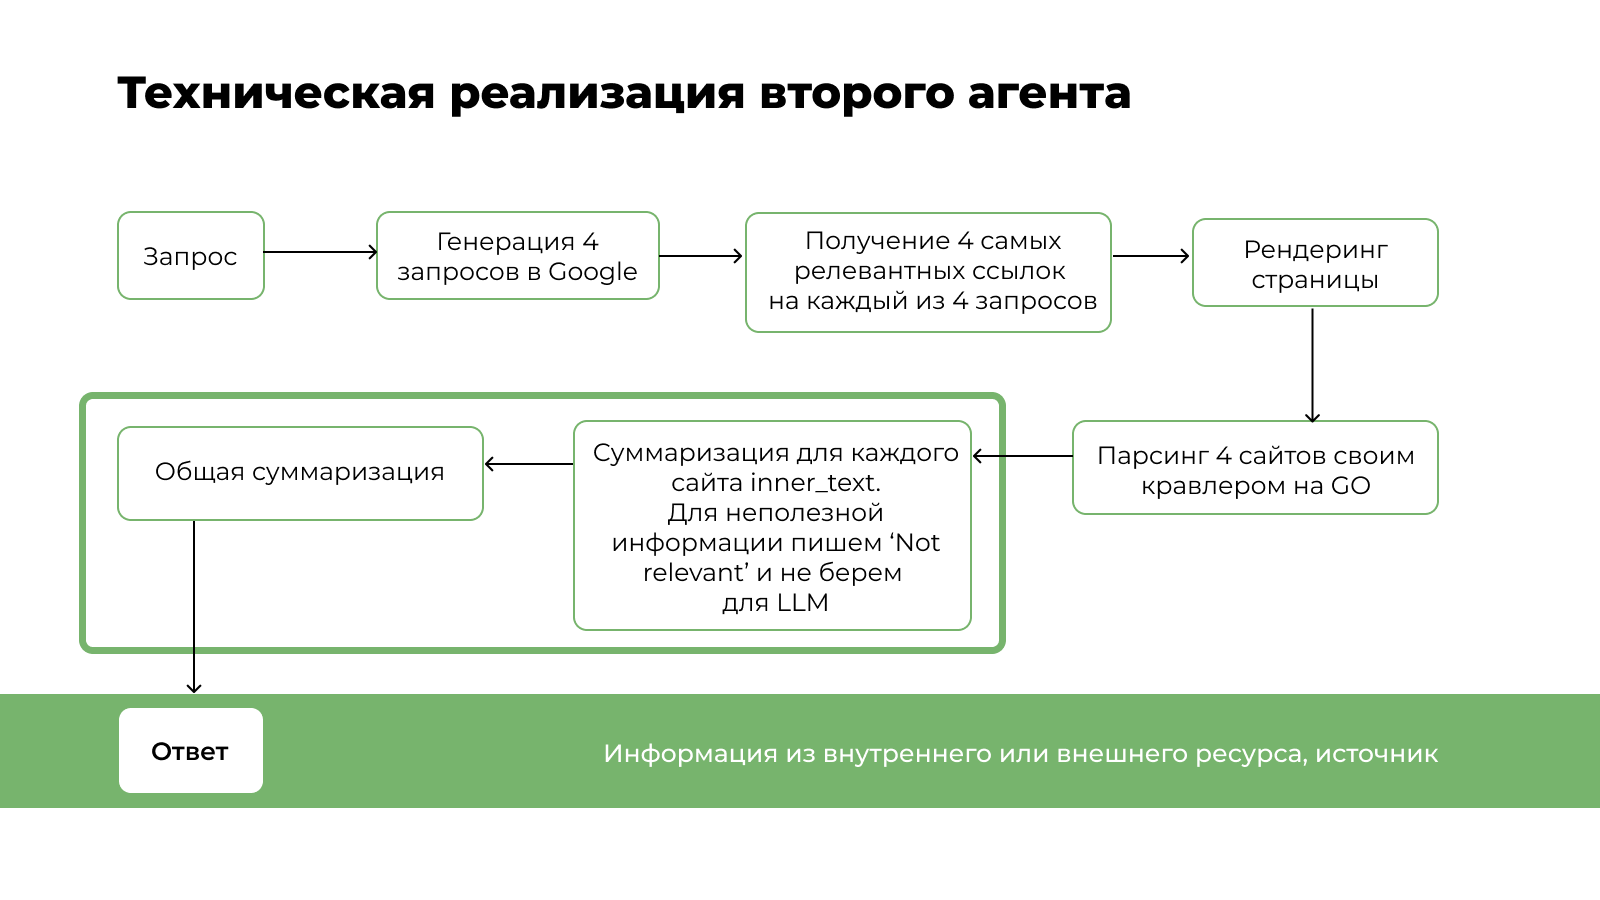 Техническая реализация второго агента
Запрос
Генерация 4
запросов в Google
Получение 4 самых
релевантных ссылок
на каждый из 4 запросов
Рендеринг
страницы
Парсинг 4 сайтов своим
кравлером на GO
Суммаризация для каждого
сайта inner_text.
Для неполезной
информации пишем ‘Not
relevant’ и не берем
для LLM
Общая суммаризация
Ответ
Информация из внутреннего или внешнего ресурса, источник